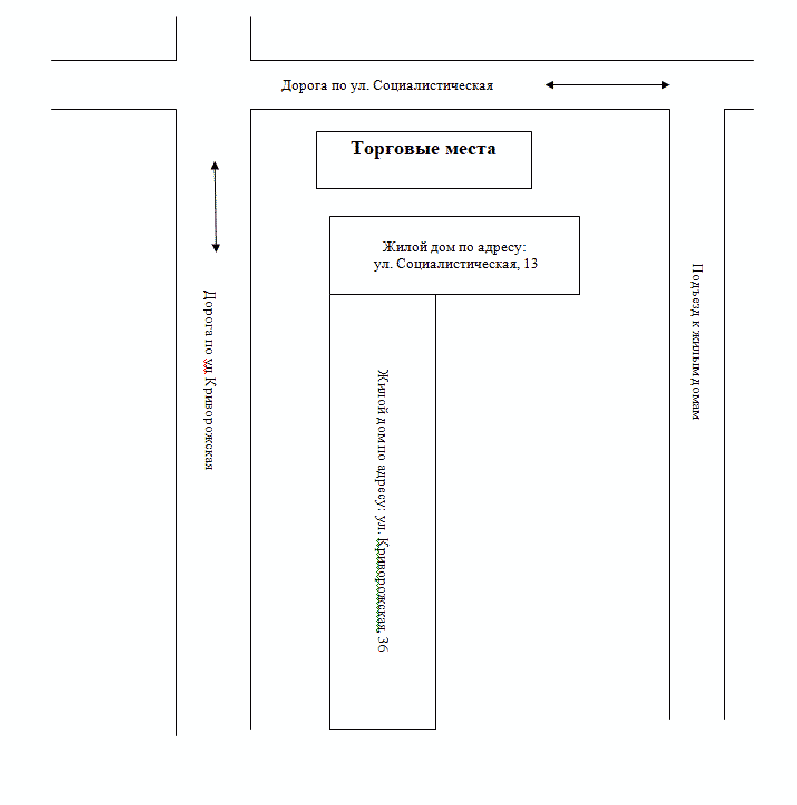 Дорога по ул. Социалистическая
Торговые места
Жилой дом по адресу:
ул. Социалистическая, 13
Дорога по ул. Криворожская
Жилой дом по адресу: ул. Криворожская, 36
Подъезд к жилым домам